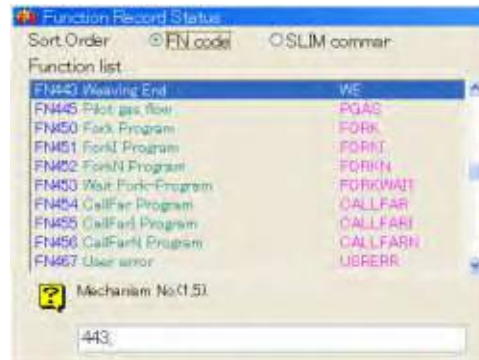 Function Record Status
Sort Order FN code SLIM commar
Function list
FN443 Weaving End WE
FN445 Pilot gas flow PGAS
FN450 Fork Program FORK
FN451 ForkI Program FORKI
FN452 ForkN Program FORKN
FN453 Wait Fork-Program FORKWAIT
FN454 CallFar Program CALLFAR
FN455 CallFarI Program CALLFARI
FN456 CallFarN Program CALLFARN
FN467 User error USRERR
Mechanism No.(1,5).
443,